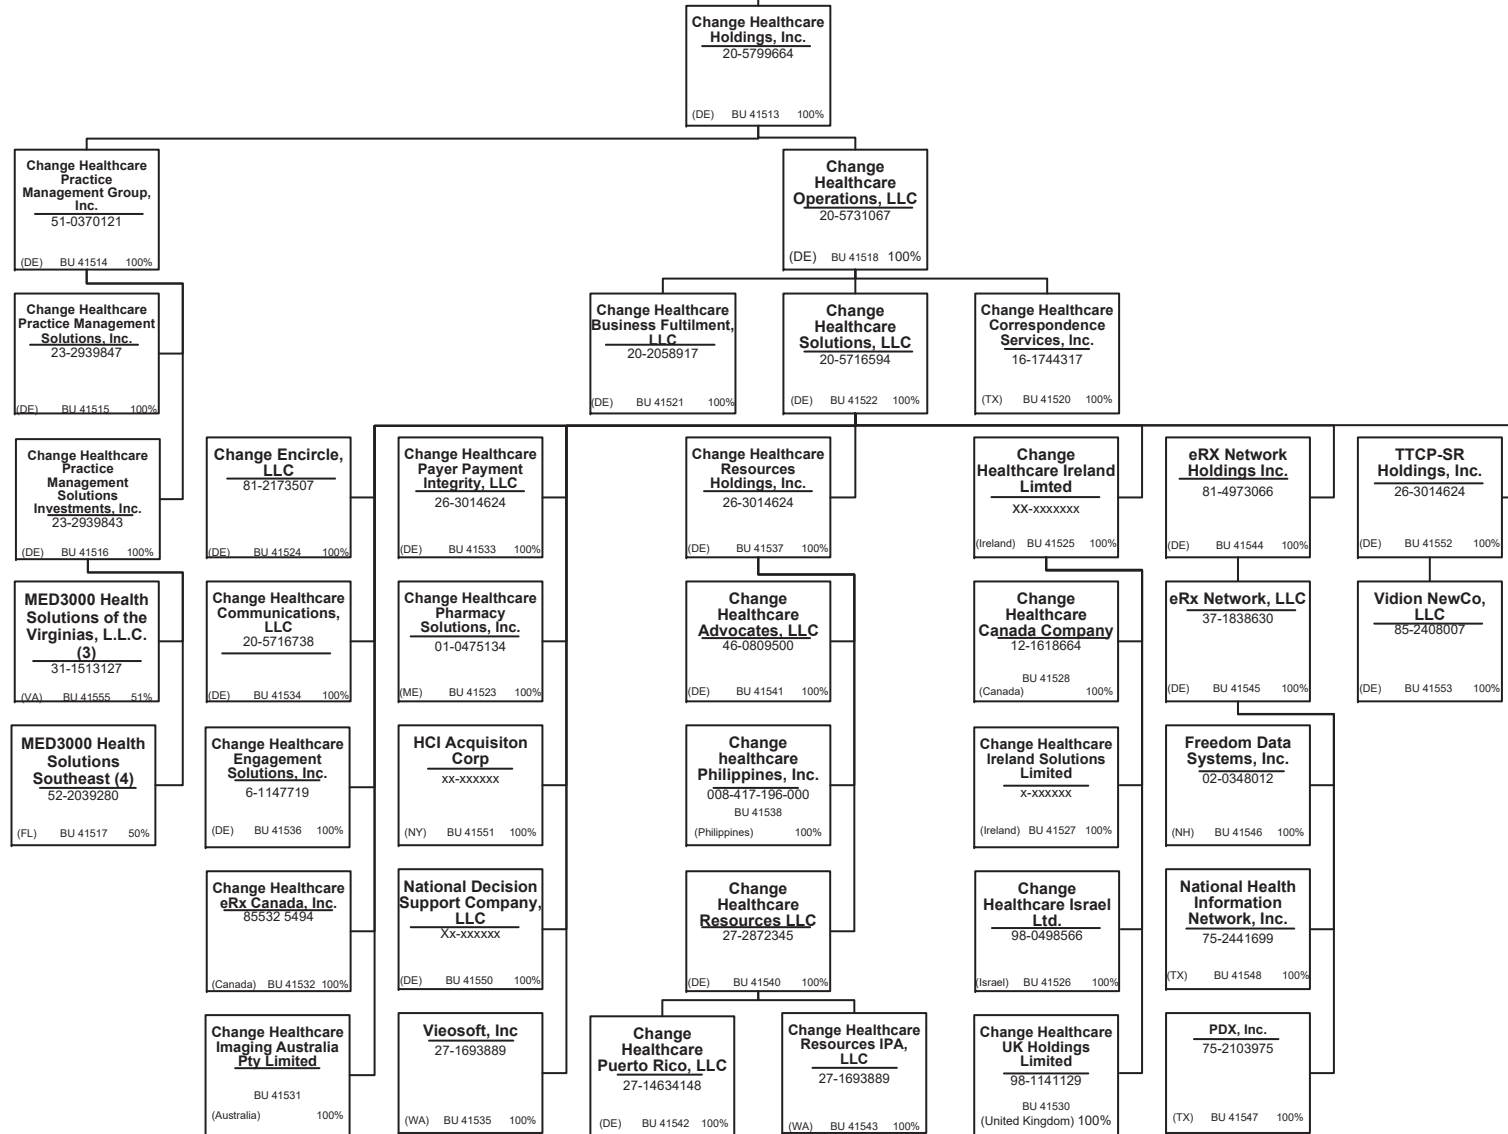 Change Healthcare
Holdings, Inc.
20-5799664
(DE) BU 41513 100%
Change Healthcare
Practice
Management Group,
Inc.
51-0370121
(DE) BU 41514 100%
Change
Healthcare
Operations, LLC
20-5731067
(DE) BU 41518 100%
Change Healthcare
Practice Management
Solutions, Inc.
23-2939847
(DE) BU 41515 100%
Change Healthcare
Business Fultilment,
LLC
20-2058917
(DE) BU 41521 100%
Change
Healthcare
Solutions, LLC
20-5716594
(DE) BU 41522 100%
Change Healthcare
Correspondence
Services, Inc.
16-1744317
(TX) BU 41520 100%
Change Healthcare
Practice
Management
Solutions
Investments, Inc.
23-2939843
(DE) BU 41516 100%
Change Encircle,
LLC
81-2173507
(DE) BU 41524 100%
Change Healthcare
Payer Payment
Integrity, LLC
26-3014624
(DE) BU 41533 100%
Change Healthcare
Resources
Holdings, Inc.
26-3014624
(DE) BU 41537 100%
Change
Healthcare Ireland
Limted
XX-xxxxxxx
(Ireland) BU 41525 100%
eRX Network
Holdings Inc.
81-4973066
(DE) BU 41544 100%
TTCP-SR
Holdings, Inc.
26-3014624
(DE) BU 41552 100%
MED3000 Health
Solutions of the
Virginias, L.L.C.
(3)
31-1513127
(VA) BU 41555 51%
Change Healthcare
Communications,
LLC
20-5716738
(DE) BU 41534 100%
Change Healthcare
Pharmacy
Solutions, Inc.
01-0475134
(ME) BU 41523 100%
Change
Healthcare
Advocates, LLC
46-0809500
(DE) BU 41541 100%
Change
Healthcare
Canada Company
12-1618664
BU 41528
(Canada) 100%
eRx Network, LLC
37-1838630
(DE) BU 41545 100%
Vidion NewCo,
LLC
85-2408007
(DE) BU 41553 100%
MED3000 Health
Solutions
Southeast (4)
52-2039280
(FL) BU 41517 50%
Change Healthcare
Engagement
Solutions, Inc.
6-1147719
(DE) BU 41536 100%
HCI Acquisiton
Corp
xx-xxxxxx
(NY) BU 41551 100%
Change
healthcare
Philippines, Inc.
008-417-196-000
BU 41538
(Philippines) 100%
Change Healthcare
Ireland Solutions
Limited
x-xxxxxx
(Ireland) BU 41527 100%
Freedom Data
Systems, Inc.
02-0348012
(NH) BU 41546 100%
Change Healthcare
eRx Canada, Inc.
85532 5494
(Canada) BU 41532 100%
National Decision
Support Company,
LLC
Xx-xxxxxx
(DE) BU 41550 100%
Change
Healthcare
Resources LLC
27-2872345
(DE) BU 41540 100%
Change
Healthcare Israel
Ltd.
98-0498566
(Israel) BU 41526 100%
National Health
Information
Network, Inc.
75-2441699
(TX) BU 41548 100%
Change Healthcare
Imaging Australia
Pty Limited
BU 41531
(Australia) 100%
Vieosoft, Inc
27-1693889
(WA) BU 41535 100%
Change
Healthcare
Puerto Rico, LLC
27-14634148
(DE) BU 41542 100%
Change Healthcare
Resources IPA,
LLC
27-1693889
(WA) BU 41543 100%
Change Healthcare
UK Holdings
Limited
98-1141129
BU 41530
(United Kingdom) 100%
PDX, Inc.
75-2103975
(TX) BU 41547 100%